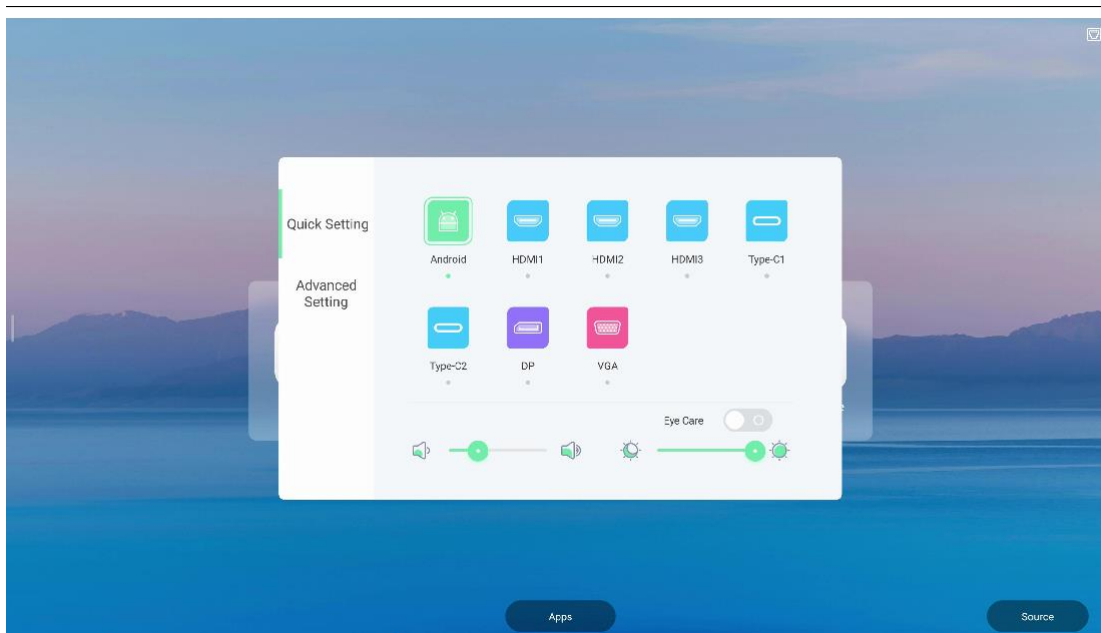 Quick Setting
Advanced
Setting
Android
HDMI1
HDMI2
HDMI3
Type-C1
Type-C2
DP
VGA
Eye Care
Apps
Source